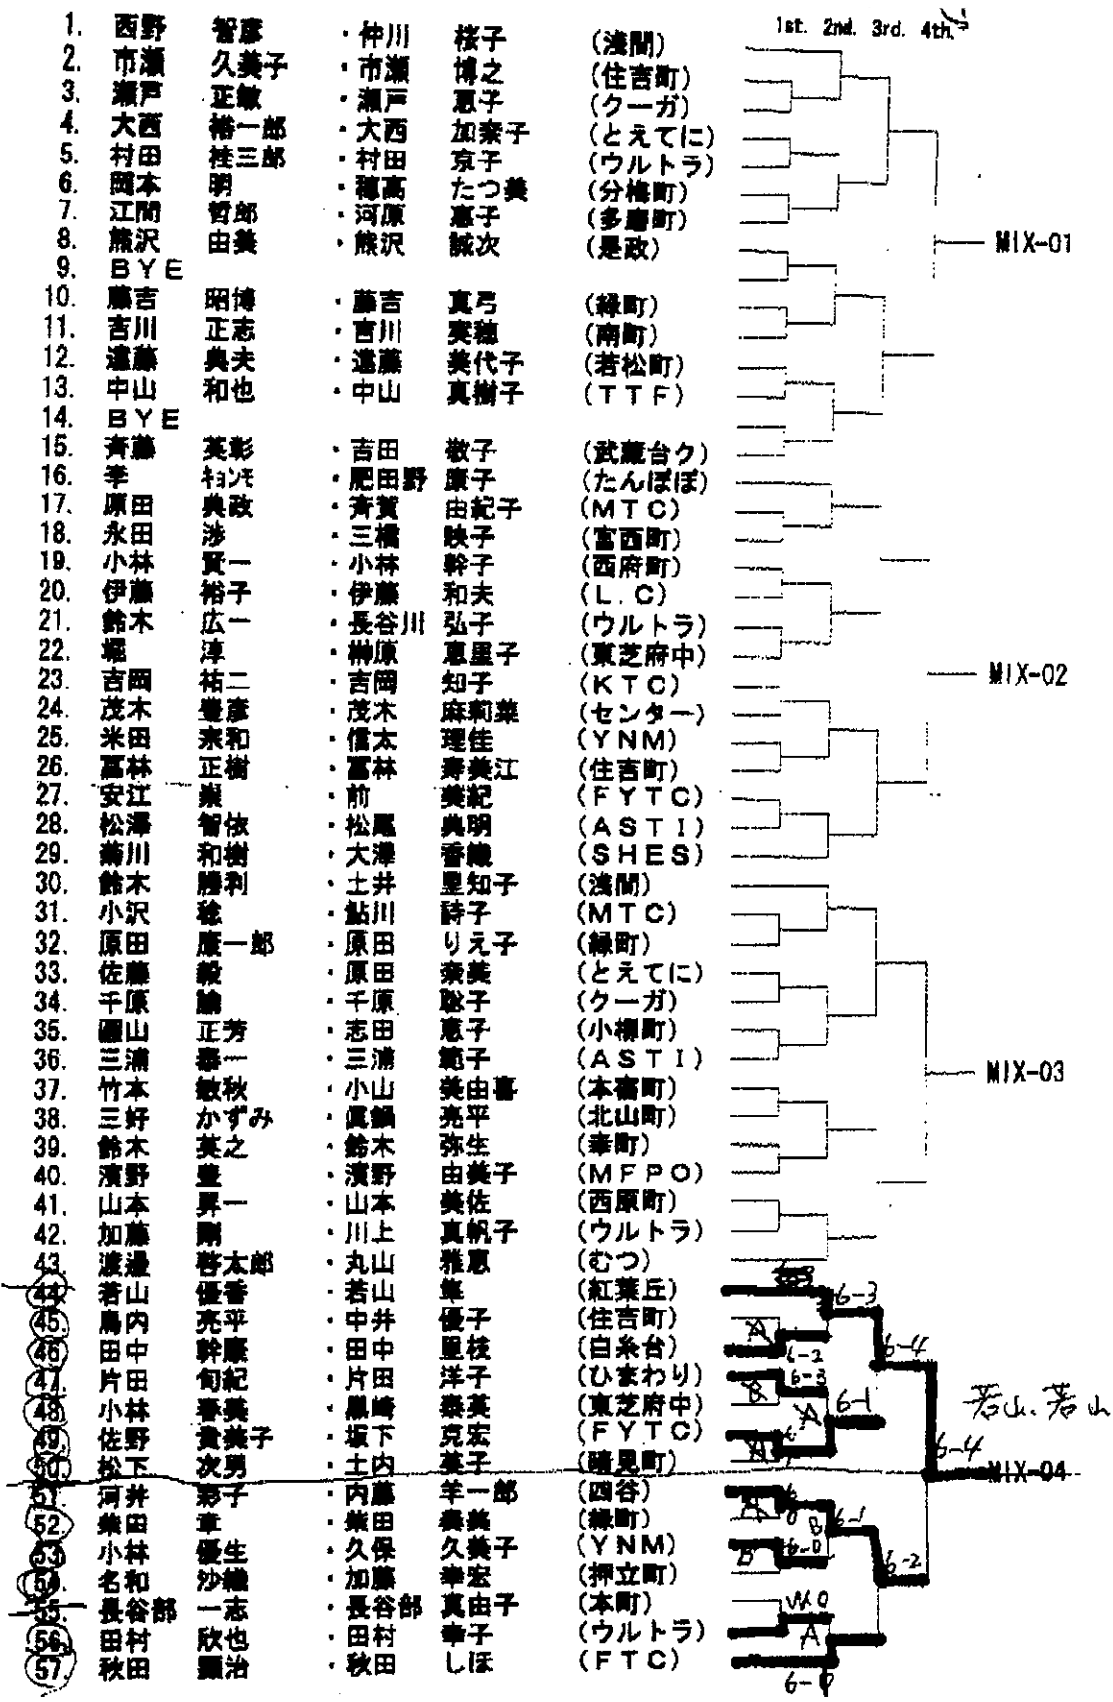 1st. 2nd. 3rd. 4th.
1. 西野 智彦 ・仲川 桜子 (浅間)
2. 市瀬 久美子 ・市瀬 博之 (住吉町)
3. 瀬戸 正敏 ・瀬戸 恵子 (クーガ)
4. 大西 裕一郎 ・大西 加奈子 (とえてに)
5. 村田 桂三郎 ・村田 京子 (ウルトラ)
6. 岡本 明 ・穂高 たつ美 (分梅町)
7. 江間 哲郎 ・河原 恵子 (多磨町)
8. 熊沢 由美 ・熊沢 誠次 (是政)
MIX-01
9. BYE
10. 藤吉 昭博 ・藤吉 真弓 (緑町)
11. 吉川 正志 ・吉川 実穂 (南町)
12. 遠藤 典夫 ・遠藤 美代子 (若松町)
13. 中山 和也 ・中山 真樹子 (TTF)
14. BYE
15. 斉藤 英彰 ・吉田 敬子 (武蔵台ク)
16. 李 キョンモ ・肥田野 康子 (たんぽぽ)
17. 原田 典政 ・斉賀 由紀子 (MTC)
18. 永田 渉 ・三橋 映子 (宮西町)
19. 小林 賢一 ・小林 幹子 (西府町)
20. 伊藤 裕子 ・伊藤 和夫 (L.C)
21. 鈴木 広一 ・長谷川 弘子 (ウルトラ)
22. 堀 淳 ・榊原 恵里子 (東芝府中)
23. 吉岡 祐二 ・吉岡 知子 (KTC)
MIX-02
24. 茂木 豊彦 ・茂木 麻莉菜 (センター)
25. 米田 宗和 ・信太 理佳 (YNM)
26. 冨林 正樹 ・冨林 寿美江 (住吉町)
27. 安江 崇 ・前 美紀 (FYTC)
28. 松澤 智依 ・松尾 典明 (ASTI)
29. 菊川 和樹 ・大澤 香織 (SHES)
30. 鈴木 勝利 ・土井 里知子 (浅間)
31. 小沢 稔 ・鮎川 詩子 (MTC)
32. 原田 康一郎 ・原田 りえ子 (緑町)
33. 佐藤 毅 ・原田 奈美 (とえてに)
34. 千原 諭 ・千原 聡子 (クーガ)
35. 山 正芳 ・志田 恵子 (小柳町)
36. 三浦 泰一 ・三浦 範子 (ASTI)
MIX-03
37. 竹本 敏秋 ・小山 美由喜 (本宿町)
38. 三好 かずみ ・眞鍋 亮平 (北山町)
39. 鈴木 英之 ・鈴木 弥生 (幸町)
40. 濱野 豊 ・濱野 由美子 (MFPO)
41. 山本 昇一 ・山本 美佐 (西原町)
42. 加藤 剛 ・川上 真帆子 (ウルトラ)
43. 渡邊 啓太郎 ・丸山 雅恵 (むつ)
44. 若山 優香 ・若山 隼 (紅葉丘) 6-3
45. 鳥内 亮平 ・中井 優子 (住吉町)
46. 田中 幹康 ・田中 里枝 (白糸台) 6-2 6-4
47. 片田 旬紀 ・片田 洋子 (ひまわり) 6-3
48. 小林 春美 ・黒崎 泰英 (東芝府中) 6-1 若山・若山
49. 佐野 貴美子 ・坂下 克宏 (FYTC) 6-4
50. 松下 次男 ・土内 英子 (晴見町)
MIX-04
51. 河井 彩子 ・内藤 羊一郎 (四谷)
52. 柴田 章 ・柴田 美美 (緑町) 6-1
53. 小林 優生 ・久保 久美子 (YNM) 6-0 6-2
54. 名和 沙織 ・加藤 幸宏 (押立町)
55. 長谷部 一志 ・長谷部 真由子 (本町) W.O
56. 田村 欣也 ・田村 幸子 (ウルトラ) A
57. 秋田 顕治 ・秋田 しほ (FTC)
6-0